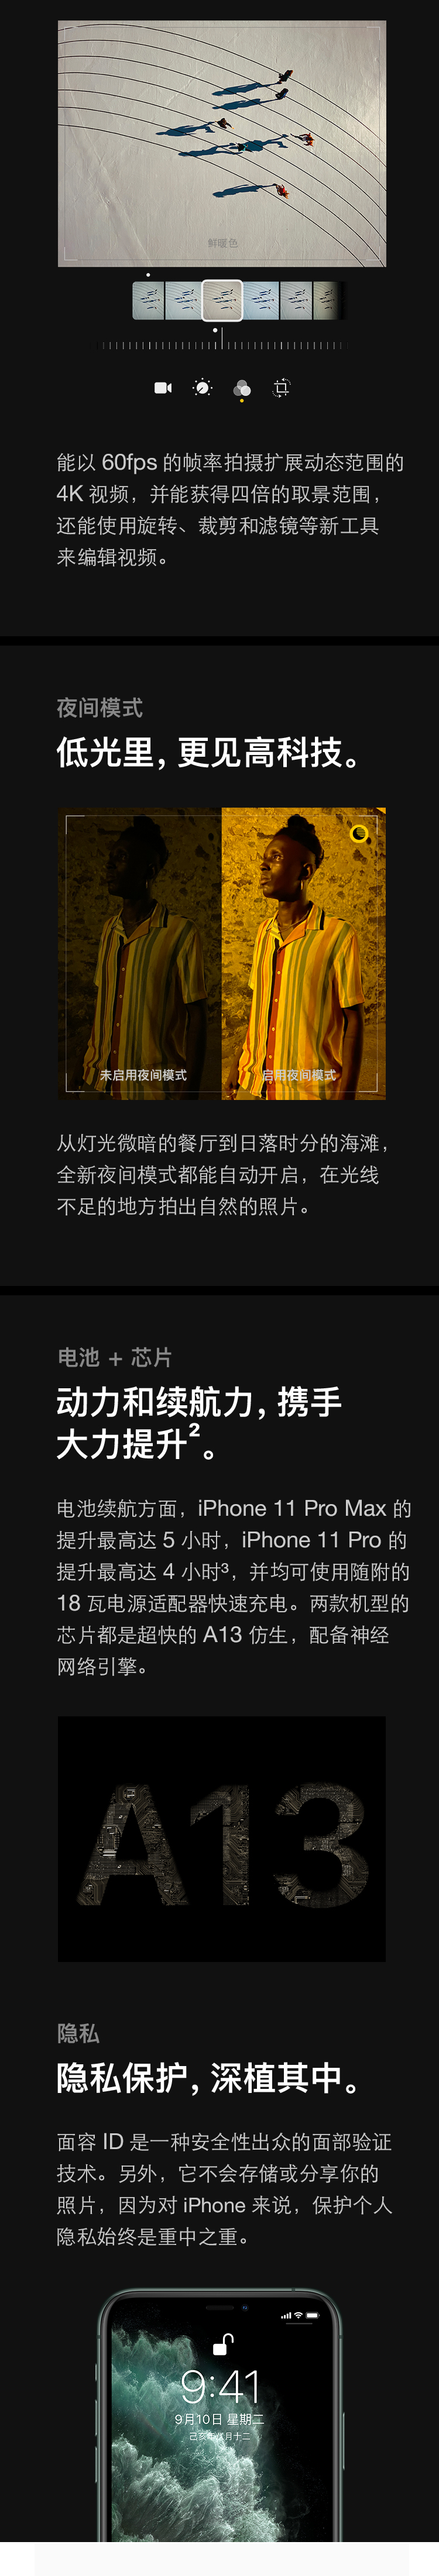 鲜暖色
能以 60fps 的帧率拍摄扩展动态范围的
4K 视频，并能获得四倍的取景范围，
还能使用旋转、裁剪和滤镜等新工具
来编辑视频。
夜间模式
低光里，更见高科技。
未启用夜间模式
启用夜间模式
从灯光微暗的餐厅到日落时分的海滩，
全新夜间模式都能自动开启，在光线
不足的地方拍出自然的照片。
电池 + 芯片
动力和续航力，携手
大力提升²。
电池续航方面，iPhone 11 Pro Max 的
提升最高达 5 小时，iPhone 11 Pro 的
提升最高达 4 小时³，并均可使用随附的
18 瓦电源适配器快速充电。两款机型的
芯片都是超快的 A13 仿生，配备神经
网络引擎。
A13
隐私
隐私保护，深植其中。
面容 ID 是一种安全性出众的面部验证
技术。另外，它不会存储或分享你的
照片，因为对 iPhone 来说，保护个人
隐私始终是重中之重。
9:41
9月10日 星期二
己亥年八月十二